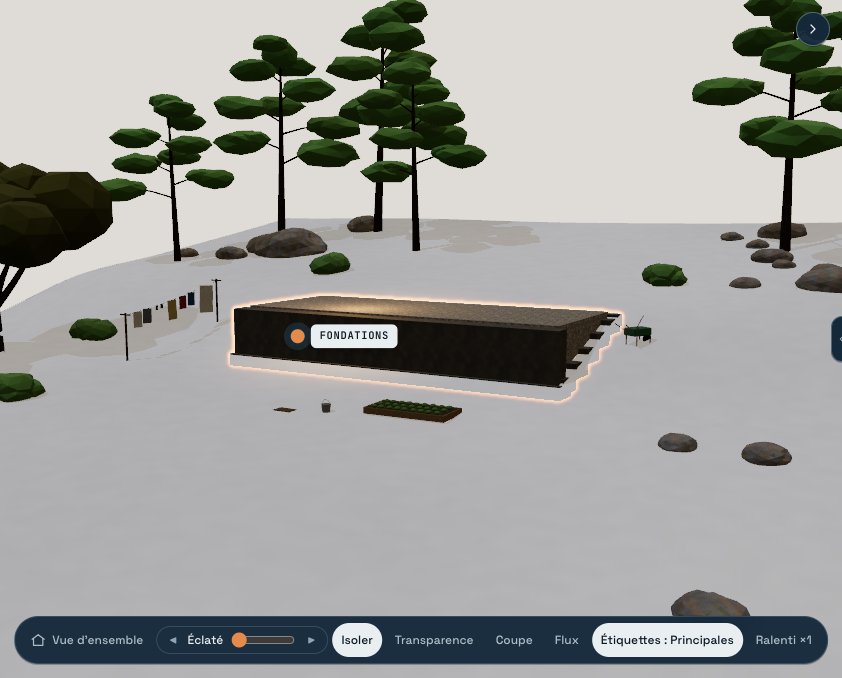 FONDATIONS
Vue d'ensemble
Éclaté
Isoler
Transparence
Coupe
Flux
Étiquettes : Principales
Ralenti ×1